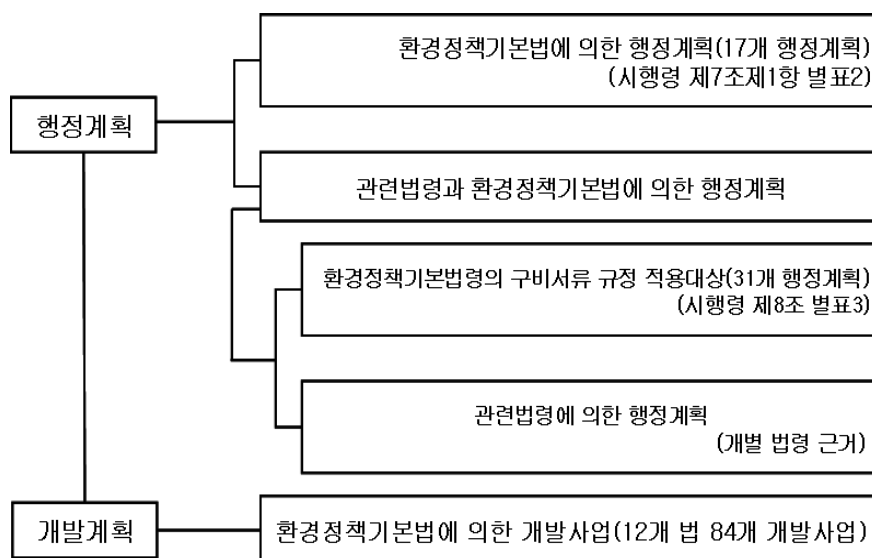 환경정책기본법에 의한 행정계획(17개 행정계획)
(시행령 제7조제1항 별표2)
행정계획
관련법령과 환경정책기본법에 의한 행정계획
환경정책기본법령의 구비서류 규정 적용대상(31개 행정계획)
(시행령 제8조 별표3)
관련법령에 의한 행정계획
(개별 법령 근거)
개발계획
환경정책기본법에 의한 개발사업(12개 법 84개 개발사업)